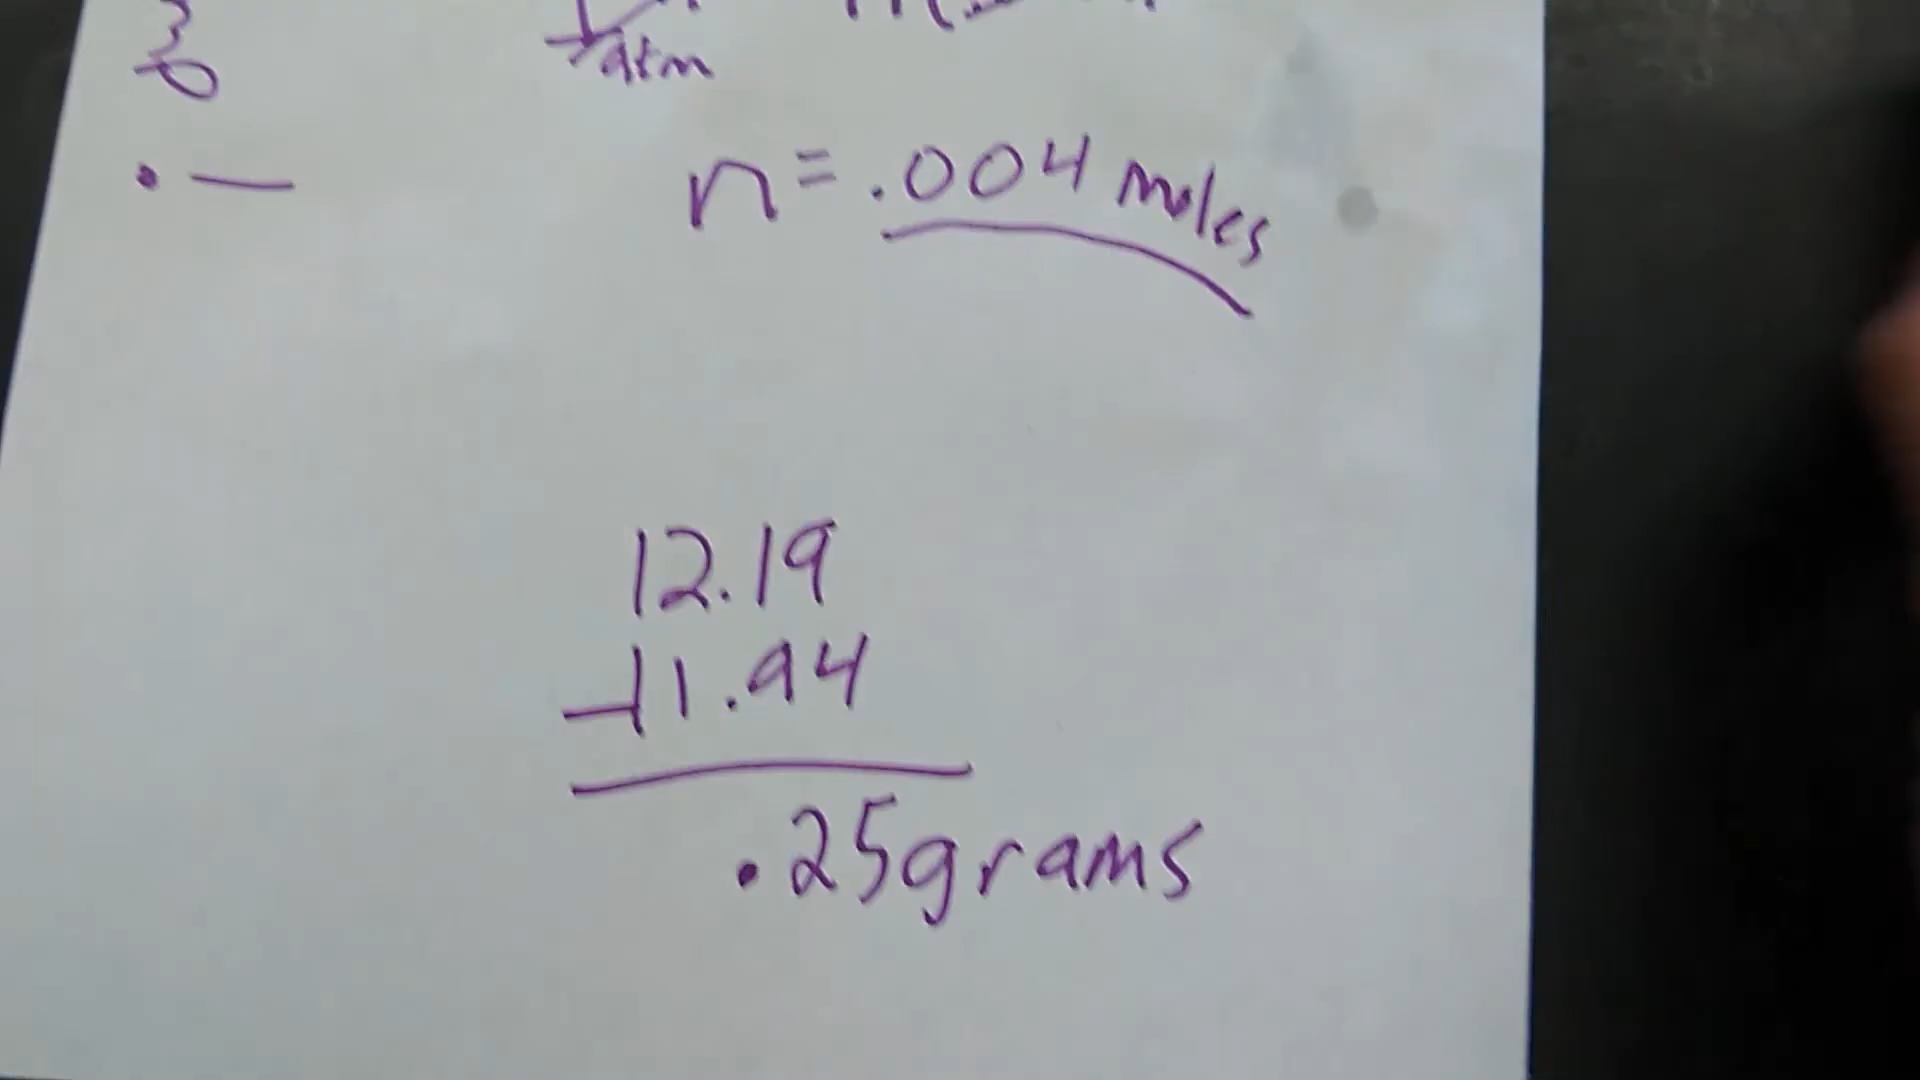 atm
n = .004 moles
12.19
-11.94
.25grams